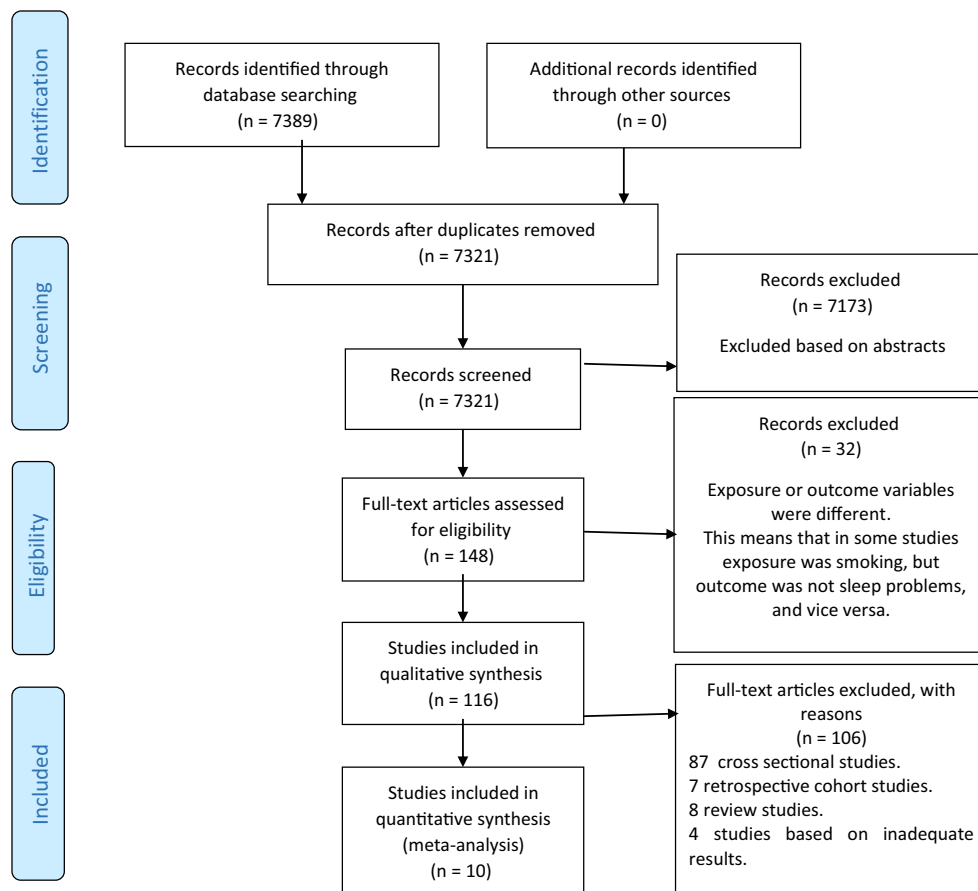 Identification
Records identified through
database searching
(n = 7389)
Additional records identified
through other sources
(n = 0)
Records after duplicates removed
(n = 7321)
Screening
Records screened
(n = 7321)
Records excluded
(n = 7173)
Excluded based on abstracts
Eligibility
Full-text articles assessed
for eligibility
(n = 148)
Records excluded
(n = 32)
Exposure or outcome variables
were different.
This means that in some studies
exposure was smoking, but
outcome was not sleep problems,
and vice versa.
Studies included in
qualitative synthesis
(n = 116)
Included
Full-text articles excluded, with
reasons
(n = 106)
87 cross sectional studies.
7 retrospective cohort studies.
8 review studies.
4 studies based on inadequate
results.
Studies included in
quantitative synthesis
(meta-analysis)
(n = 10)